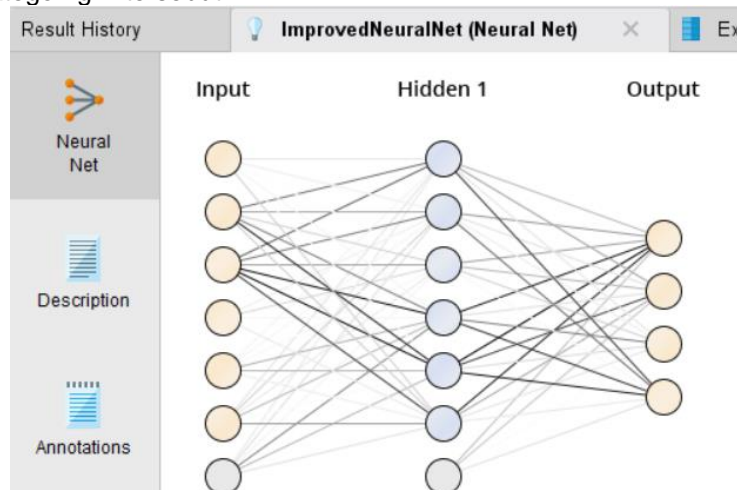 Result History
ImprovedNeuralNet (Neural Net)
Ex
Input
Hidden 1
Output
Neural
Net
Description
Annotations